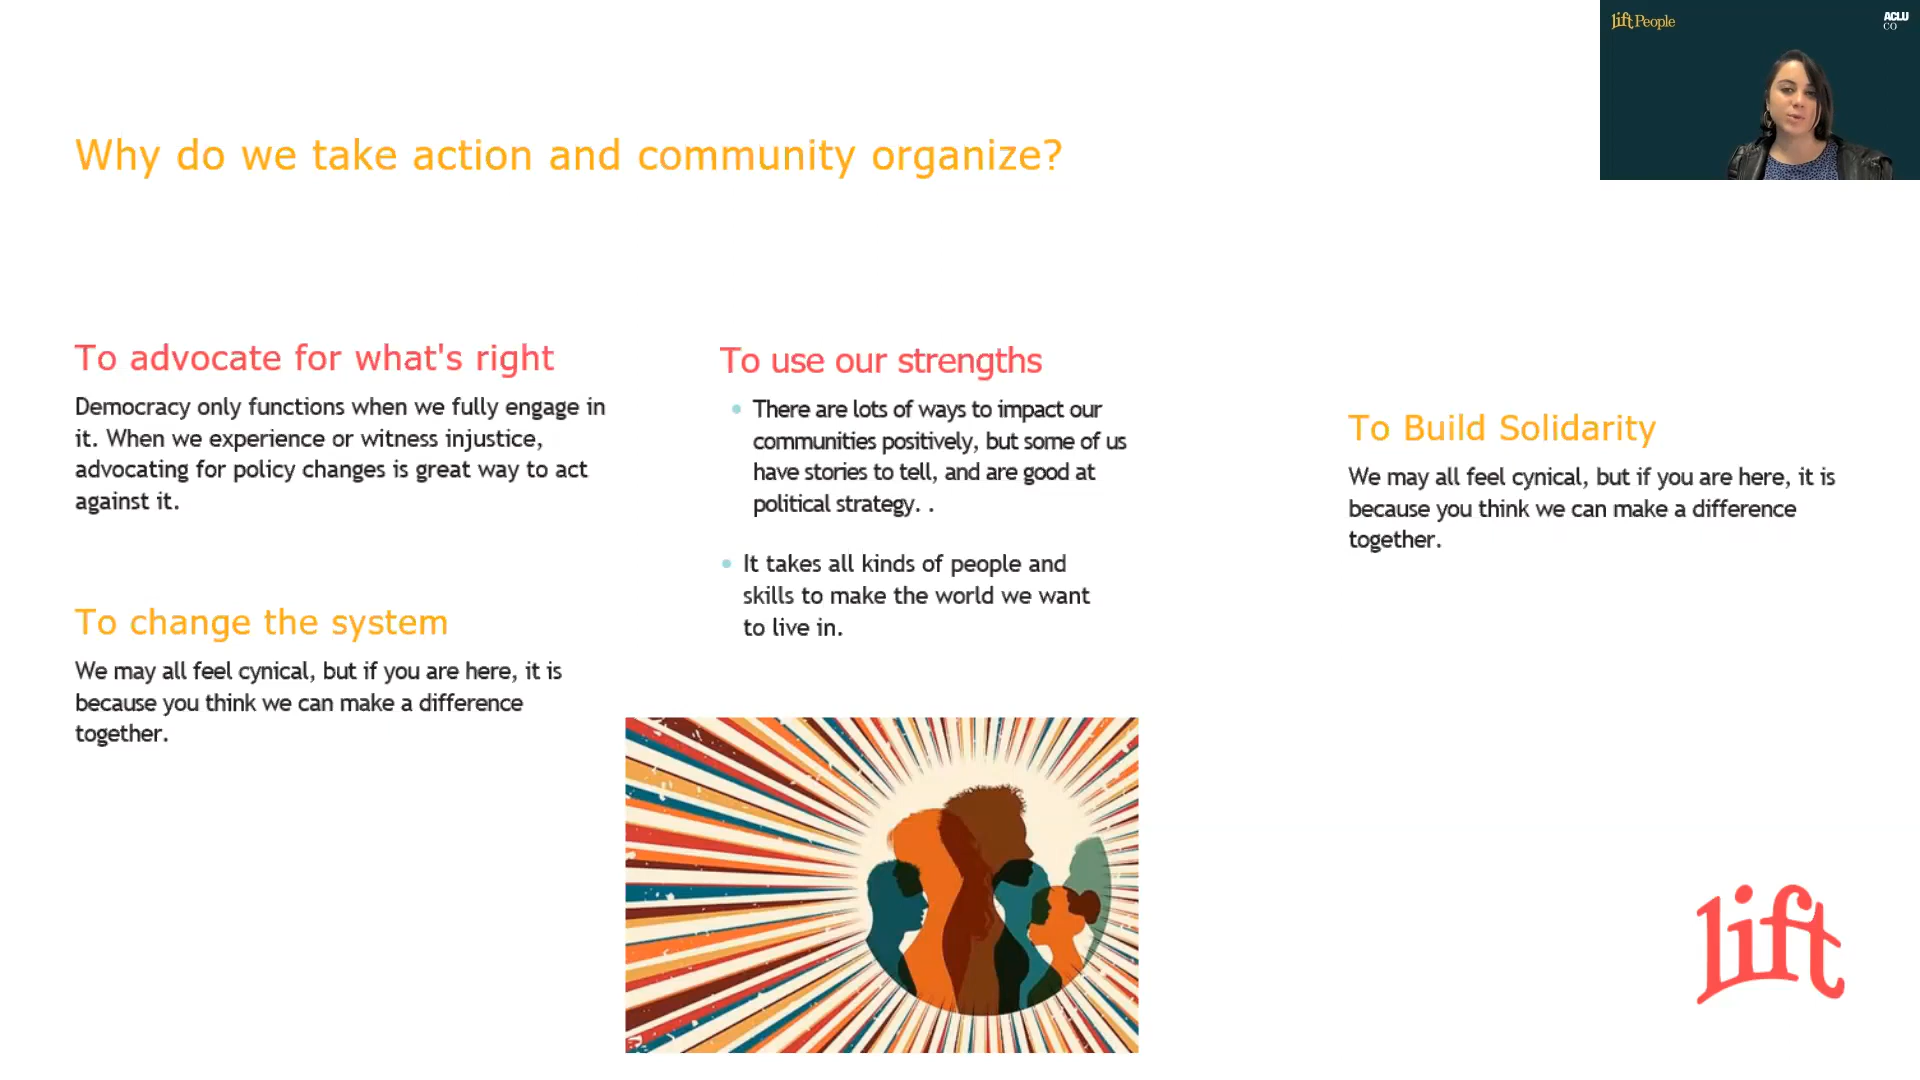 lift People
ACLU
CO
Why do we take action and community organize?
To advocate for what's right
Democracy only functions when we fully engage in
it. When we experience or witness injustice,
advocating for policy changes is great way to act
against it.
To change the system
We may all feel cynical, but if you are here, it is
because you think we can make a difference
together.
To use our strengths
There are lots of ways to impact our
communities positively, but some of us
have stories to tell, and are good at
political strategy. .
It takes all kinds of people and
skills to make the world we want
to live in.
To Build Solidarity
We may all feel cynical, but if you are here, it is
because you think we can make a difference
together.
lift